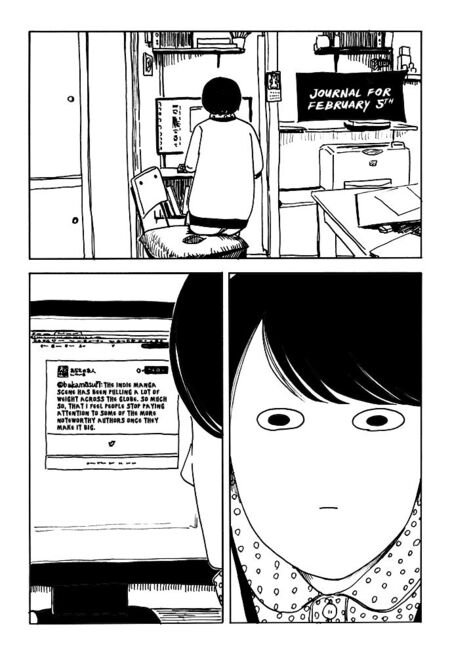 JOURNAL FOR
FEBRUARY 5TH
THE INDIE MANGA
SCENE HAS BEEN PULLING A LOT OF
WEIGHT ACROSS THE GLOBE. SO MUCH
SO, THAT I FEEL PEOPLE STOP PAYING
ATTENTION TO SOME OF THE MORE
NOTEWORTHY AUTHORS ONCE THEY
MAKE IT BIG.